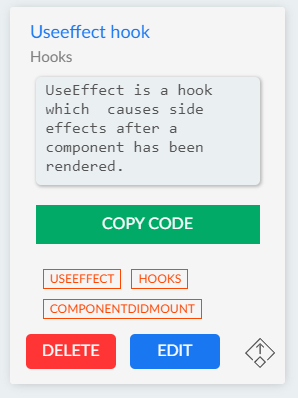 Useeffect hook
Hooks
UseEffect is a hook
which  causes side
effects after a
component has been
rendered.
COPY CODE
USEEFFECT HOOKS
COMPONENTDIDMOUNT
DELETE EDIT